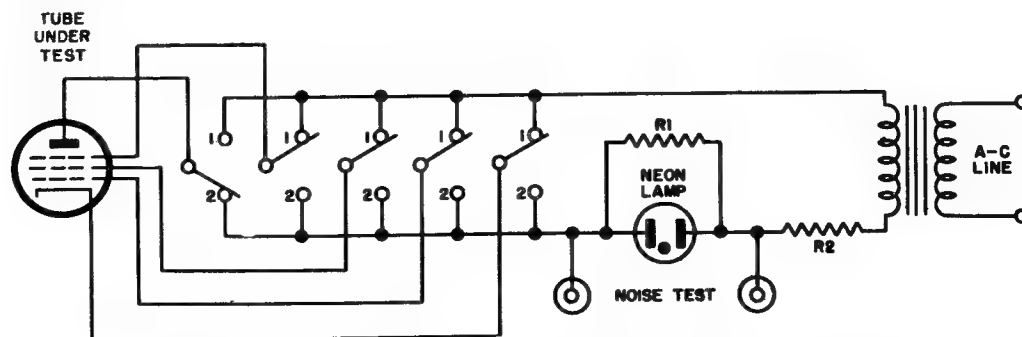 TUBE
UNDER
TEST
1
1
1
1
1
2
2
2
2
2
R1
NEON
LAMP
R2
NOISE TEST
A-C
LINE